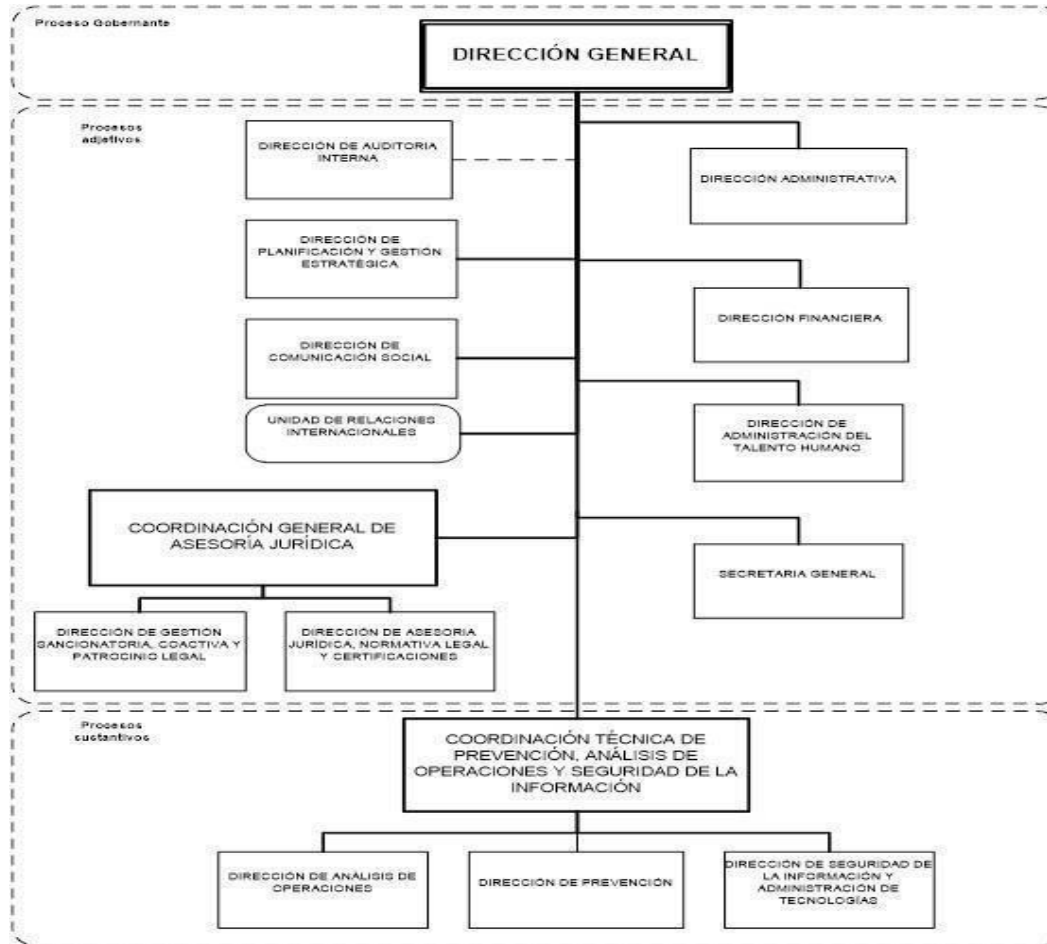 Proceso Gobernante
DIRECCIÓN GENERAL
Procesos
adjetivos
DIRECCIÓN DE AUDITORIA
INTERNA
DIRECCIÓN ADMINISTRATIVA
DIRECCIÓN DE
PLANIFICACIÓN Y GESTIÓN
ESTRATÉGICA
DIRECCIÓN FINANCIERA
DIRECCIÓN DE
COMUNICACIÓN SOCIAL
UNIDAD DE RELACIONES
INTERNACIONALES
DIRECCIÓN DE
ADMINISTRACIÓN DEL
TALENTO HUMANO
COORDINACIÓN GENERAL DE
ASESORÍA JURÍDICA
SECRETARIA GENERAL
DIRECCIÓN DE GESTIÓN
SANCIONATORIA, COACTIVA Y
PATROCINIO LEGAL
DIRECCIÓN DE ASESORIA
JURÍDICA, NORMATIVA LEGAL
Y CERTIFICACIONES
Procesos
sustantivos
COORDINACIÓN TÉCNICA DE
PREVENCIÓN, ANÁLISIS DE
OPERACIONES Y SEGURIDAD DE LA
INFORMACIÓN
DIRECCIÓN DE ANÁLISIS DE
OPERACIONES
DIRECCIÓN DE PREVENCIÓN
DIRECCIÓN DE SEGURIDAD DE
LA INFORMACIÓN Y
ADMINISTRACIÓN DE
TECNOLOGÍAS